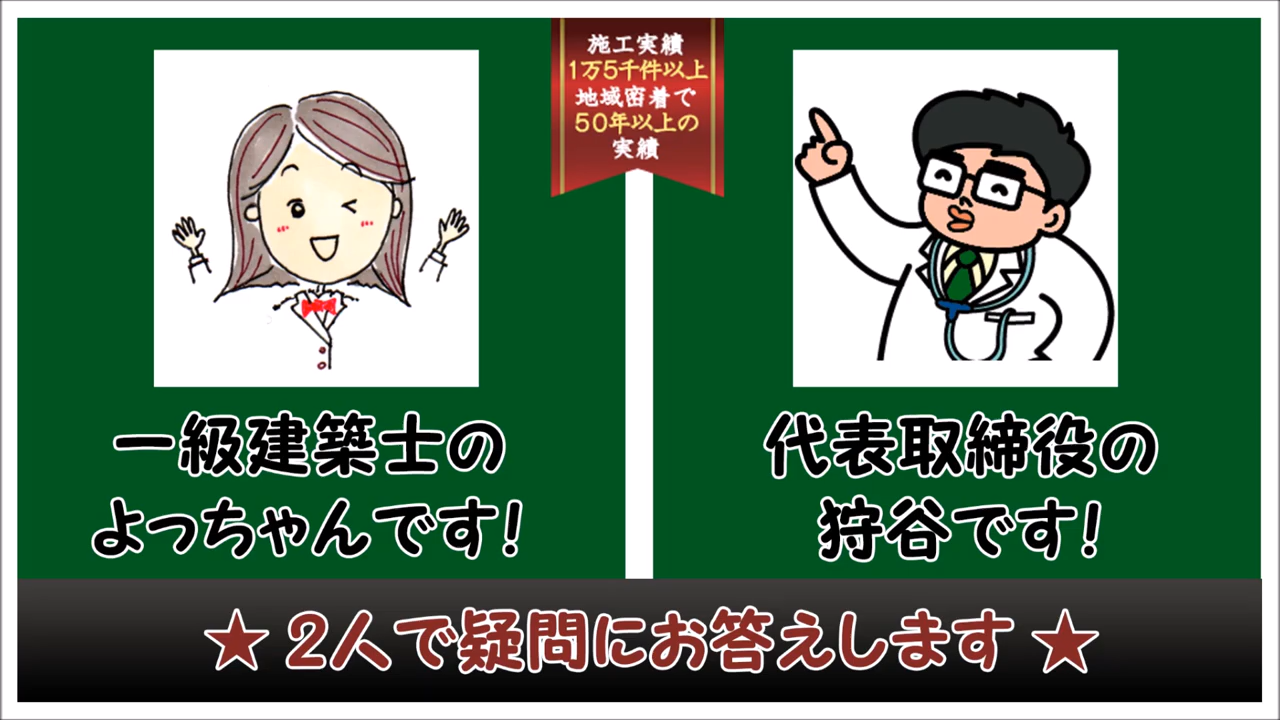 施工実績
1万5千件以上
地域密着で
50年以上の
実績
一級建築士の
よっちゃんです!
代表取締役の
狩谷です!
★ 2人で疑問にお答えします ★